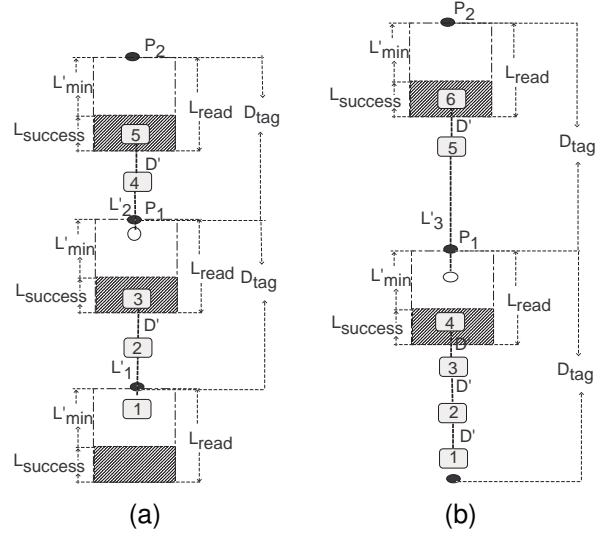 P2
L'min
Lread
Lsuccess
5
D'
Dtag
4
L'2
P1
L'min
Lread
Dtag
Lsuccess
3
D'
2
L'1
1
L'min
Lread
Lsuccess
(a)
P2
L'min
Lread
Lsuccess
6
D'
5
Dtag
L'3
P1
L'min
Lread
Lsuccess
4
D'
3
D'
Dtag
2
D'
1
(b)